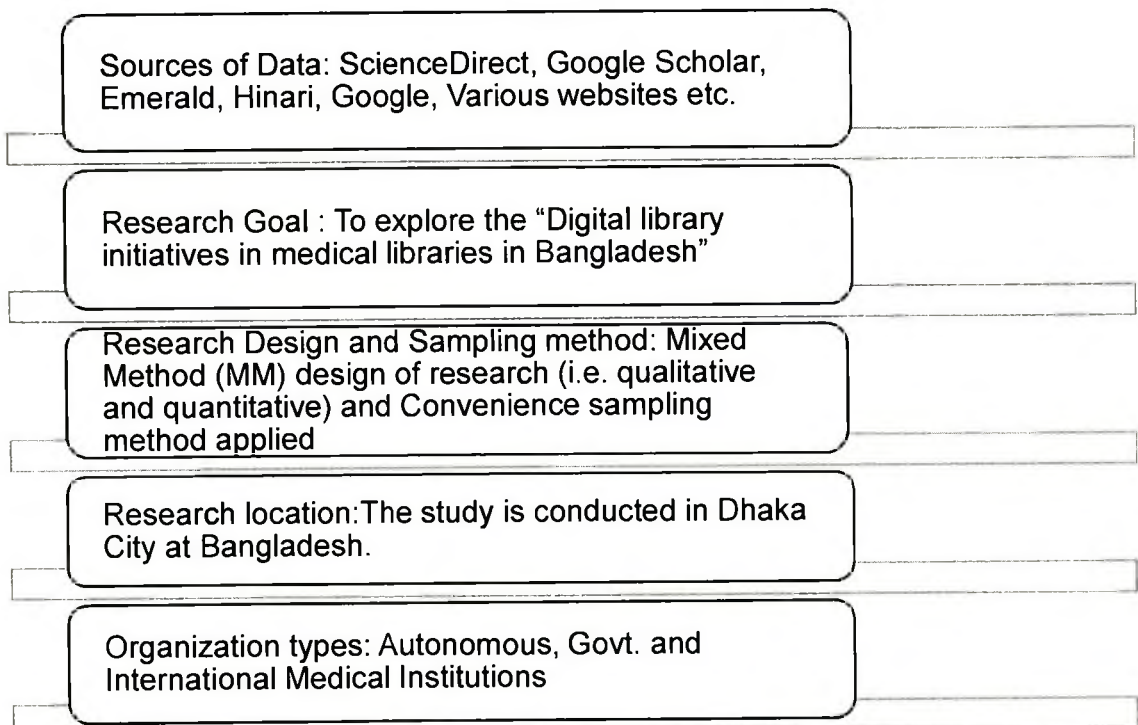 Sources of Data: ScienceDirect, Google Scholar,
Emerald, Hinari, Google, Various websites etc.
Research Goal : To explore the “Digital library
initiatives in medical libraries in Bangladesh”
Research Design and Sampling method: Mixed
Method (MM) design of research (i.e. qualitative
and quantitative) and Convenience sampling
method applied
Research location:The study is conducted in Dhaka
City at Bangladesh.
Organization types: Autonomous, Govt. and
International Medical Institutions